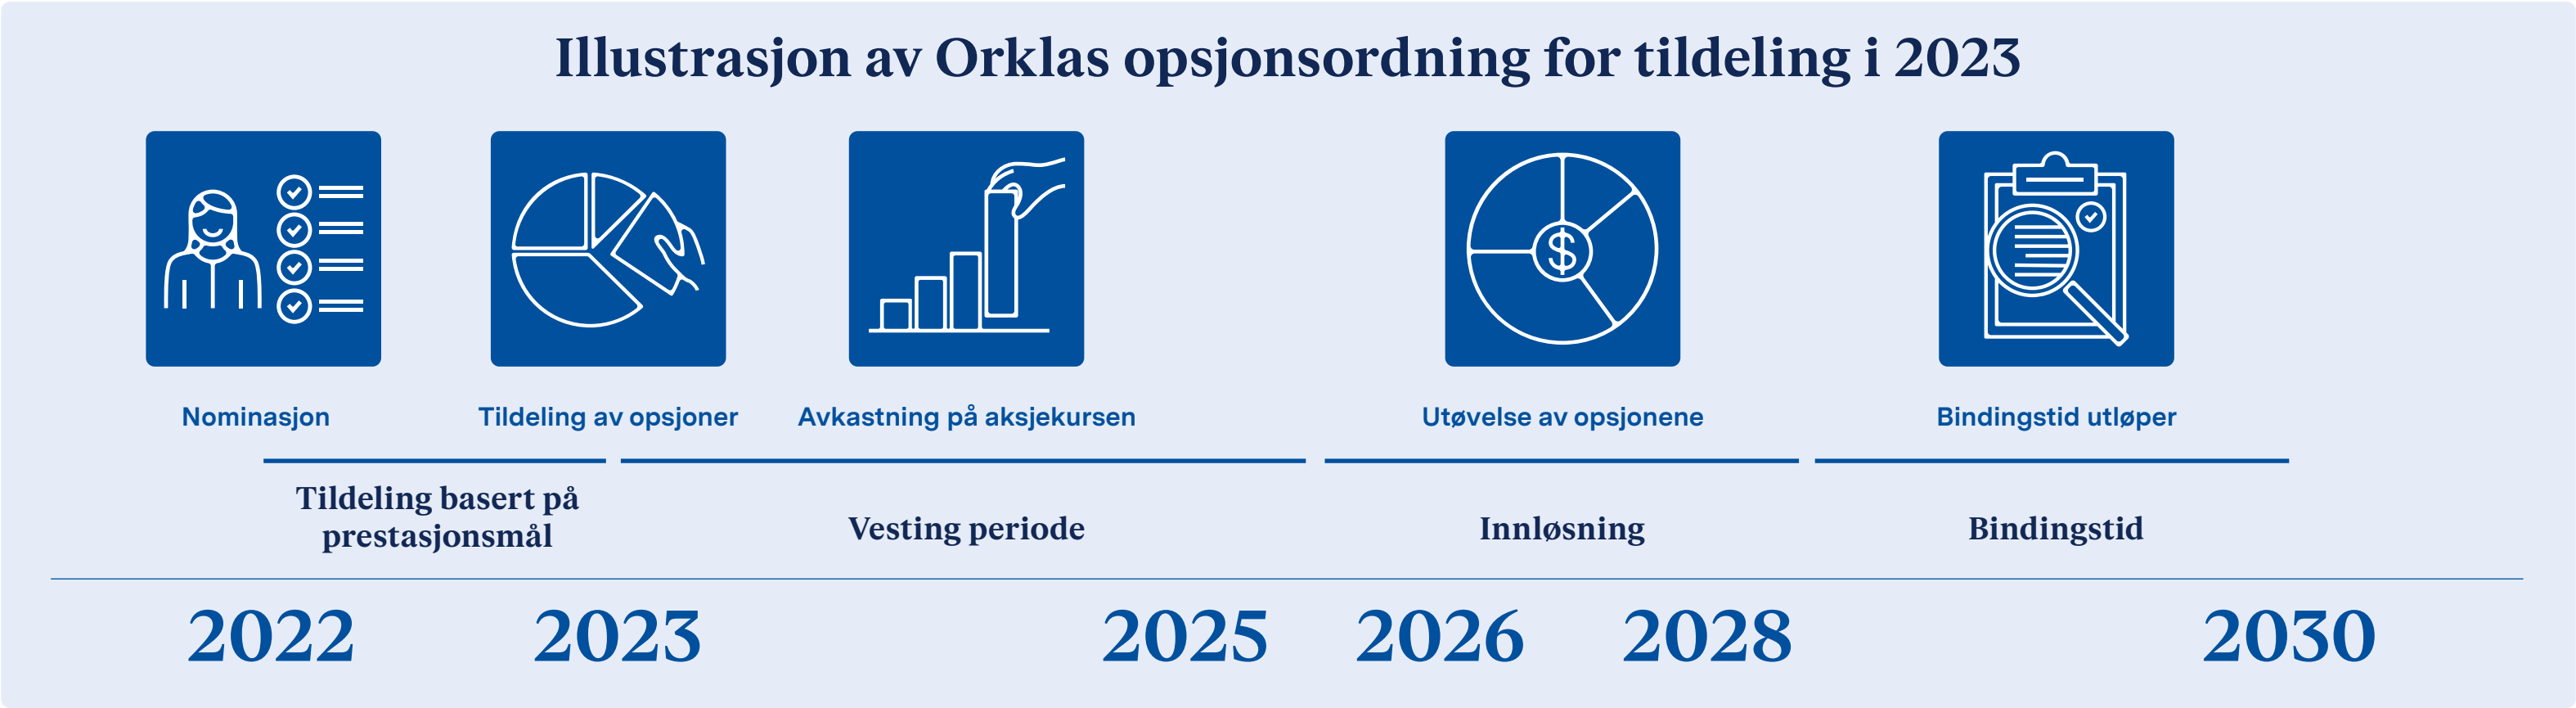 Illustrasjon av Orklas opsjonsordning for tildeling i 2023
$
Nominasjon
Tildeling av opsjoner
Avkastning på aksjekursen
Utøvelse av opsjonene
Bindingstid utløper
Tildeling basert på
prestasjonsmål
Vesting periode
Innløsning
Bindingstid
2022
2023
2025
2026
2028
2030